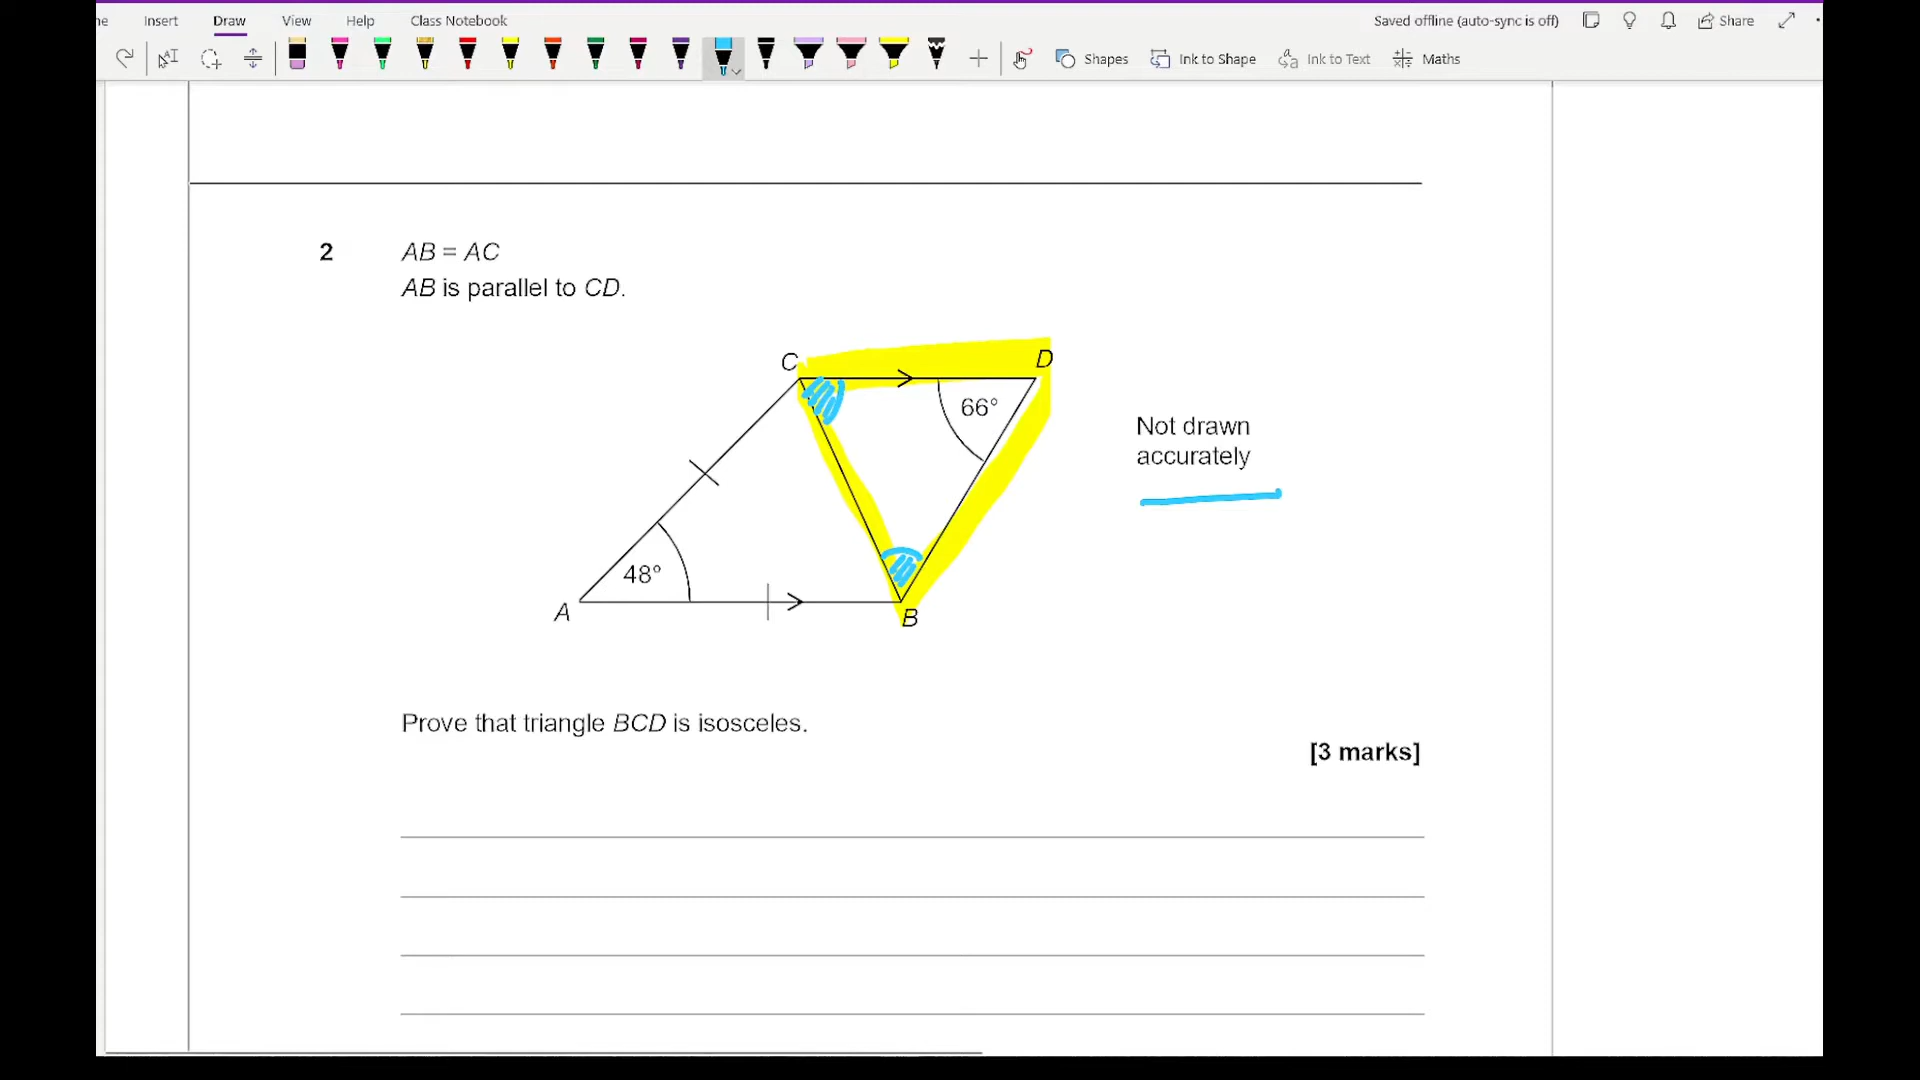 ne Insert Draw View Help Class Notebook Saved offline (auto-sync is off) Share
Shapes Ink to Shape Ink to Text Maths
2 AB = AC
AB is parallel to CD.
C D
66°
Not drawn
accurately
48°
A B
Prove that triangle BCD is isosceles.
[3 marks]